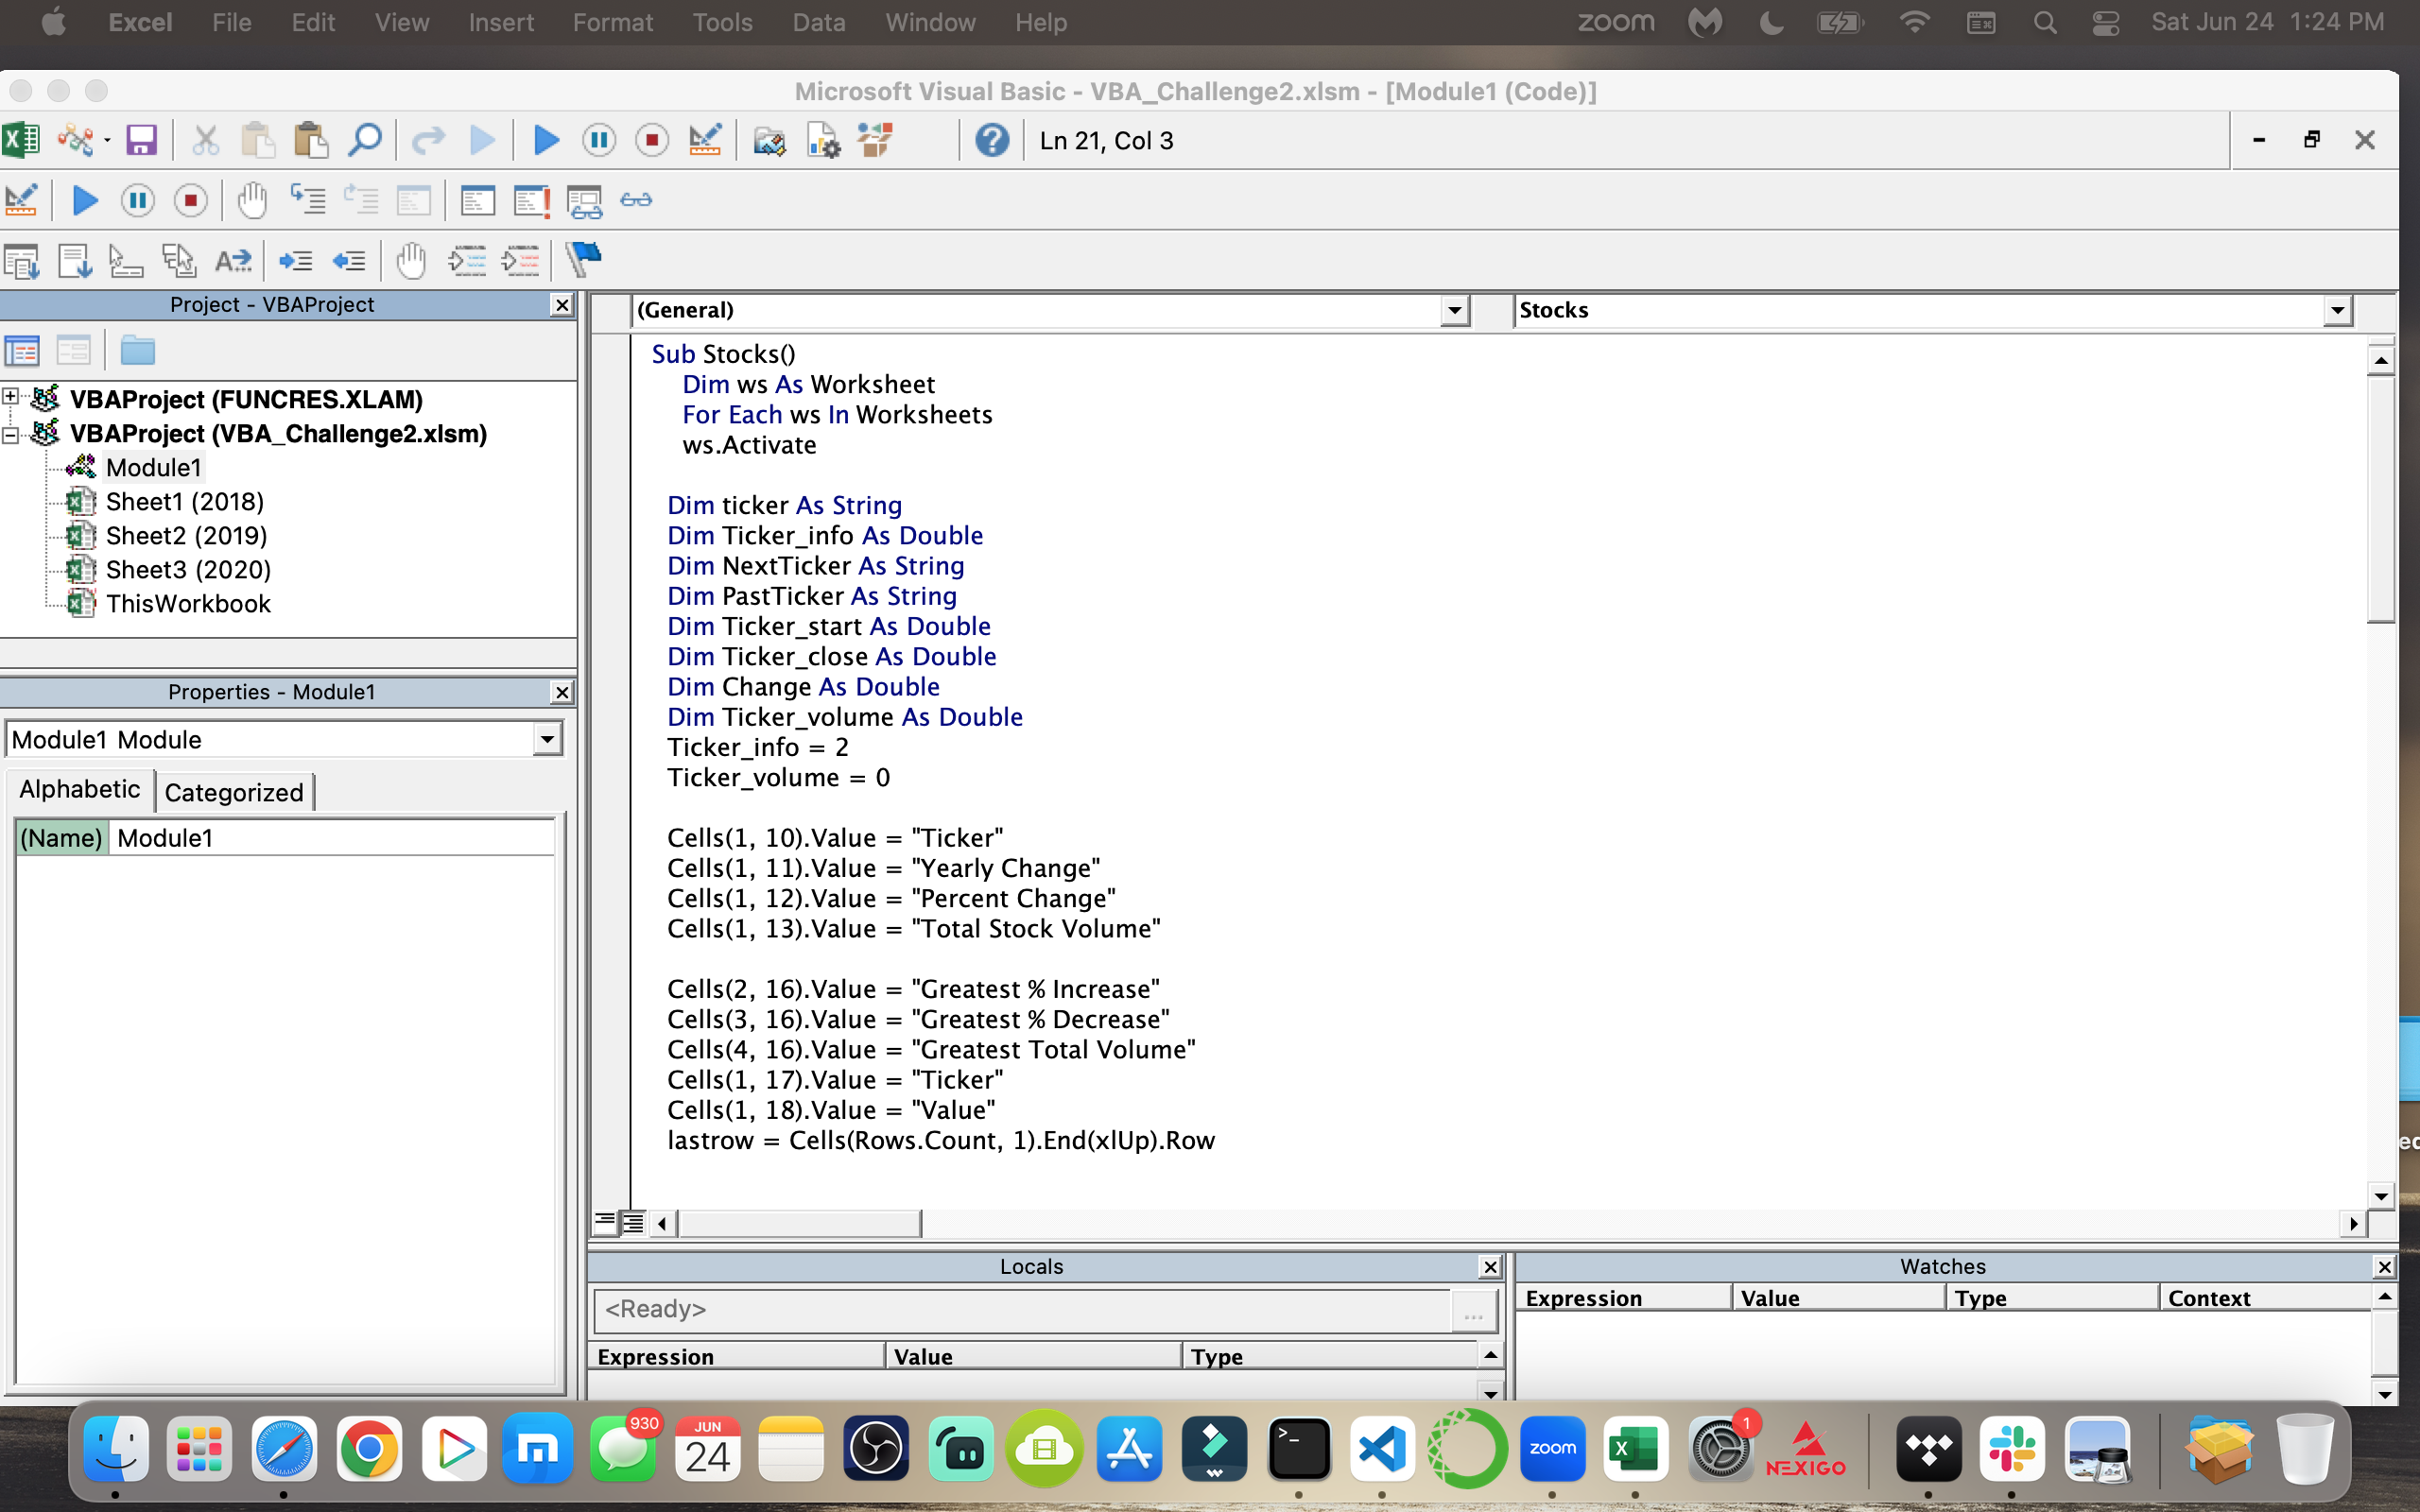 Excel File Edit View Insert Format Tools Data Window Help zoom Sat Jun 24 1:24 PM
Microsoft Visual Basic - VBA_Challenge2.xlsm - [Module1 (Code)]
Ln 21, Col 3
Project - VBAProject
VBAProject (FUNCRES.XLAM)
VBAProject (VBA_Challenge2.xlsm)
Module1
Sheet1 (2018)
Sheet2 (2019)
Sheet3 (2020)
ThisWorkbook
Properties - Module1
Module1 Module
Alphabetic Categorized
(Name) Module1
(General) Stocks
Sub Stocks()
Dim ws As Worksheet
For Each ws In Worksheets
ws.Activate
Dim ticker As String
Dim Ticker_info As Double
Dim NextTicker As String
Dim PastTicker As String
Dim Ticker_start As Double
Dim Ticker_close As Double
Dim Change As Double
Dim Ticker_volume As Double
Ticker_info = 2
Ticker_volume = 0
Cells(1, 10).Value = "Ticker"
Cells(1, 11).Value = "Yearly Change"
Cells(1, 12).Value = "Percent Change"
Cells(1, 13).Value = "Total Stock Volume"
Cells(2, 16).Value = "Greatest % Increase"
Cells(3, 16).Value = "Greatest % Decrease"
Cells(4, 16).Value = "Greatest Total Volume"
Cells(1, 17).Value = "Ticker"
Cells(1, 18).Value = "Value"
lastrow = Cells(Rows.Count, 1).End(xlUp).Row
Locals
<Ready>
...
Expression Value Type
Watches
Expression Value Type Context
930
JUN
24
zoom
1
NEXIGO